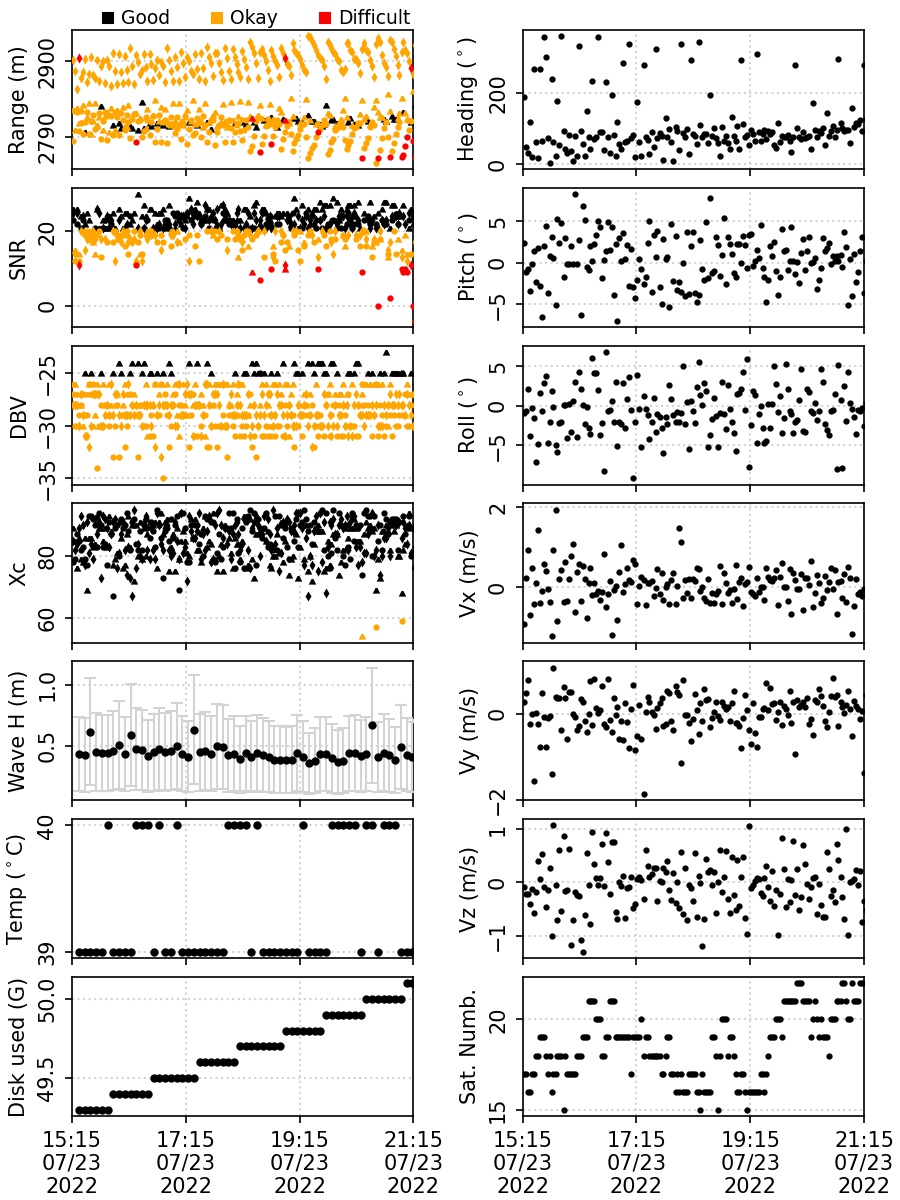 Good Okay Difficult
Range (m)
2900
2790
Heading (°)
200
0
SNR
20
0
Pitch (°)
5
0
−5
DBV
−25
−30
−35
Roll (°)
5
0
−5
Xc
80
60
Vx (m/s)
2
0
Wave H (m)
1.0
0.5
Vy (m/s)
0
−2
Temp (°C)
40
39
Vz (m/s)
1
0
−1
Disk used (G)
50.0
49.5
Sat. Numb.
20
15
15:15 17:15 19:15 21:15
07/23 07/23 07/23 07/23
2022 2022 2022 2022
15:15 17:15 19:15 21:15
07/23 07/23 07/23 07/23
2022 2022 2022 2022